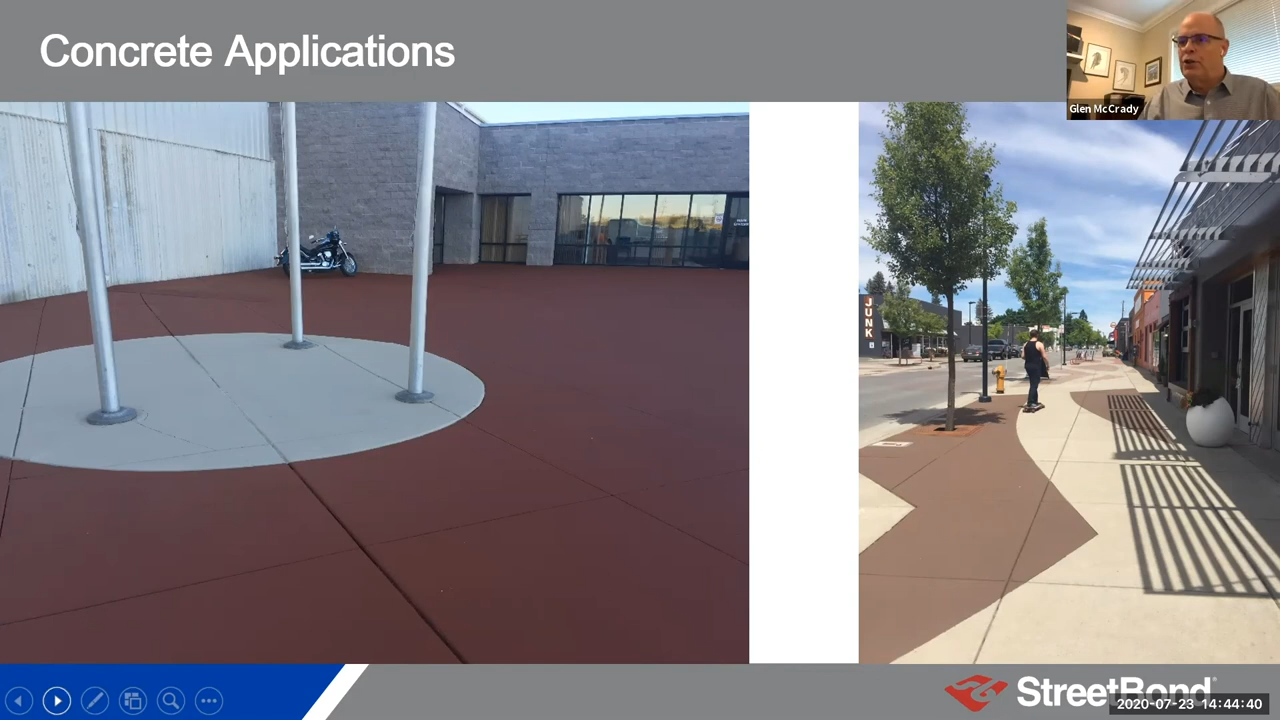 Concrete Applications
Glen McCrady
JUNK
StreetBond
2020-07-23 14:44:40